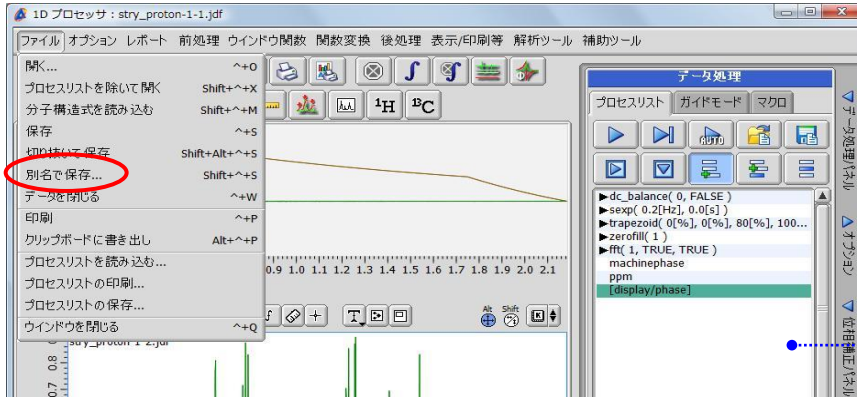 1D プロセッサ : stry_proton-1-1.jdf
ファイル オプション レポート 前処理 ウインドウ関数 関数変換 後処理 表示/印刷等 解析ツール 補助ツール
開く... ^+O
プロセスリストを除いて開く Shift+^+X
分子構造式を読み込む Shift+^+M
保存 ^+S
切り抜いて保存 Shift+Alt+^+S
別名で保存... Shift+^+S
データを閉じる ^+W
印刷 ^+P
クリップボードに書き出し Alt+^+P
プロセスリストを読み込む...
プロセスリストの印刷...
プロセスリストの保存...
ウインドウを閉じる ^+Q
1H 13C
0.9 1.0 1.1 1.2 1.3 1.4 1.5 1.6 1.7 1.8 1.9 2.0 2.1
T
Alt Shift
K
stry_proton-1-2.jdf
0.8
0.7
データ処理
プロセスリスト ガイドモード マクロ
AUTO
dc_balance( 0, FALSE )
sexp( 0.2[Hz], 0.0[s] )
trapezoid( 0[%], 0[%], 80[%], 100...
zerofill( 1 )
fft( 1, TRUE, TRUE )
machinephase
ppm
[display/phase]
データ処理パネル
オプション
位相補正パネル